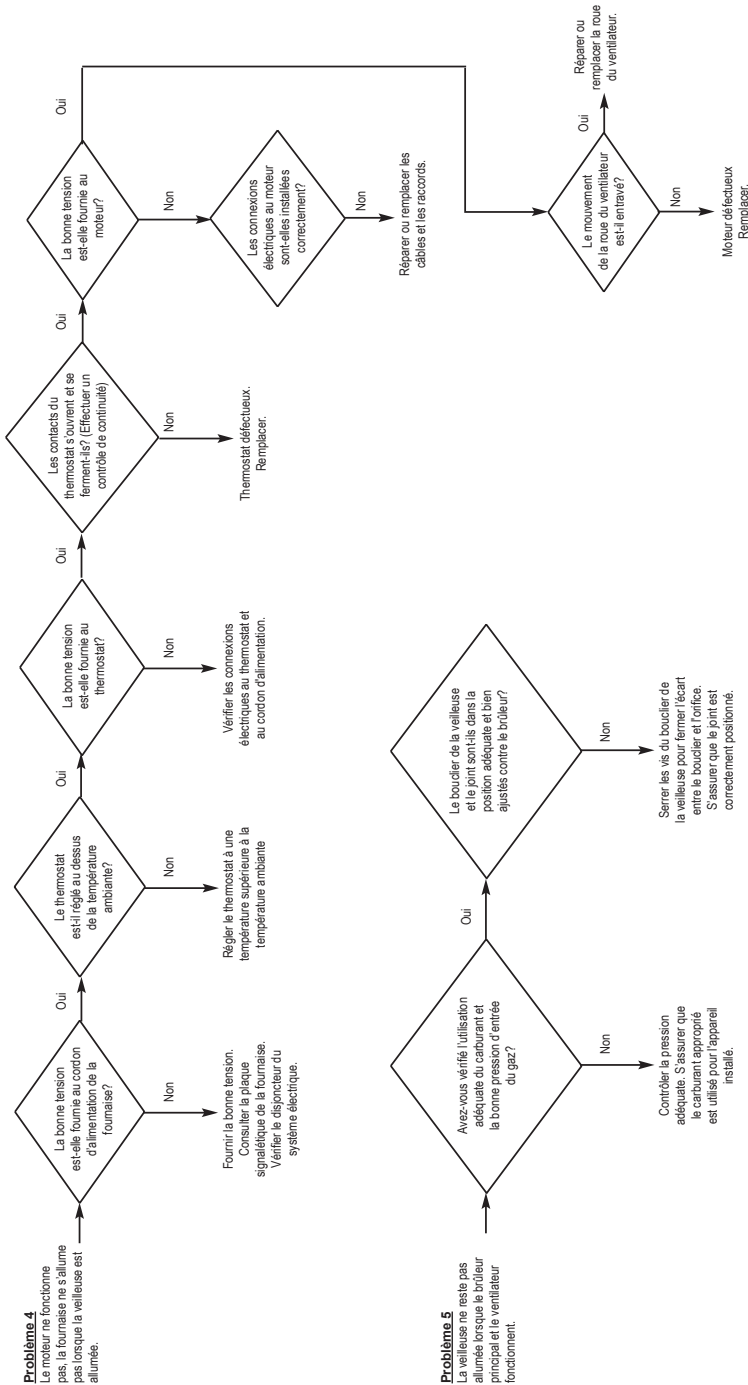 Problème 4
Le moteur ne fonctionne
pas, la fournaise ne s'allume
pas lorsque la veilleuse est
allumée.
La bonne tension
est-elle fournie au cordon
d'alimentation de la
fournaise?
Oui
Non
Fournir la bonne tension.
Consulter la plaque
signalétique de la fournaise.
Vérifier le disjoncteur du
système électrique.
Le thermostat
est-il réglé au dessus
de la température
ambiante?
Oui
Non
Régler le thermostat à une
température supérieure à la
température ambiante
La bonne tension
est-elle fournie au
thermostat?
Oui
Non
Vérifier les connexions
électriques au thermostat et
au cordon d'alimentation.
Les contacts du
thermostat s'ouvrent et se
ferment-ils? (Effectuer un
contrôle de continuité)
Oui
Non
Thermostat défectueux.
Remplacer.
La bonne tension
est-elle fournie au
moteur?
Oui
Non
Les connexions
électriques au moteur
sont-elles installées
correctement?
Non
Réparer ou remplacer les
câbles et les raccords.
Le mouvement
de la roue du ventilateur
est-il entravé?
Oui
Réparer ou
remplacer la roue
du ventilateur.
Non
Moteur défectueux
Remplacer.
Problème 5
La veilleuse ne reste pas
allumée lorsque le brûleur
principal et le ventilateur
fonctionnent.
Avez-vous vérifié l'utilisation
adéquate du carburant et
la bonne pression d'entrée
du gaz?
Oui
Non
Contrôler la pression
adéquate. S'assurer que
le carburant approprié
est utilisé pour l'appareil
installé.
Le bouclier de la veilleuse
et le joint sont-ils dans la
position adéquate et bien
ajustés contre le brûleur?
Non
Serrer les vis du bouclier de
la veilleuse pour fermer l'écart
entre le bouclier et l'orifice.
S'assurer que le joint est
correctement positionné.